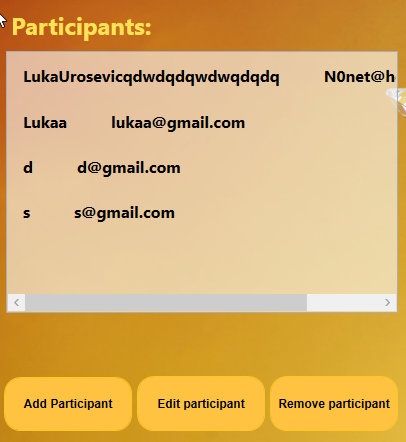 Participants:
LukaUrosevicqdwdqdqwdwqdqdq N0net@h
Lukaa lukaa@gmail.com
d d@gmail.com
s s@gmail.com
Add Participant Edit participant Remove participant